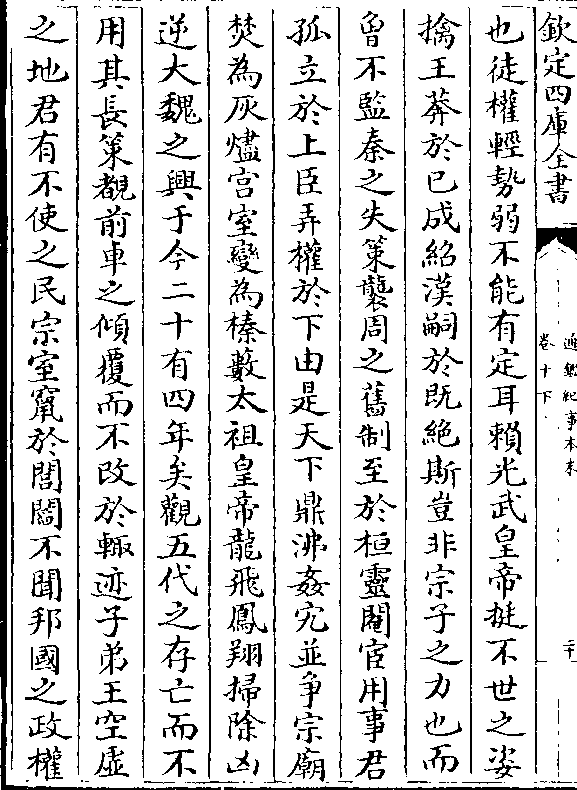 欽定四庫全書
通鑑紀事本末
卷十下
二十
也徒權輕勢弱不能有定耳賴光武皇帝挺不世之姿
擒王莽於已成紹漢嗣於既絶斯豈非宗子之力也而
曾不監秦之失策襲周之舊制至於桓靈閹宦用事君
孤立於上臣弄權於下由是天下鼎沸姦宄並争宗廟
焚為灰燼宫室變為榛藪太祖皇帝龍飛鳳翔掃除凶
逆大魏之興于今二十有四年矣觀五代之存亡而不
用其長策覩前車之傾覆而不改於轍迹子弟王空虚
之地君有不使之民宗室竄於閭閻不聞邦國之政權